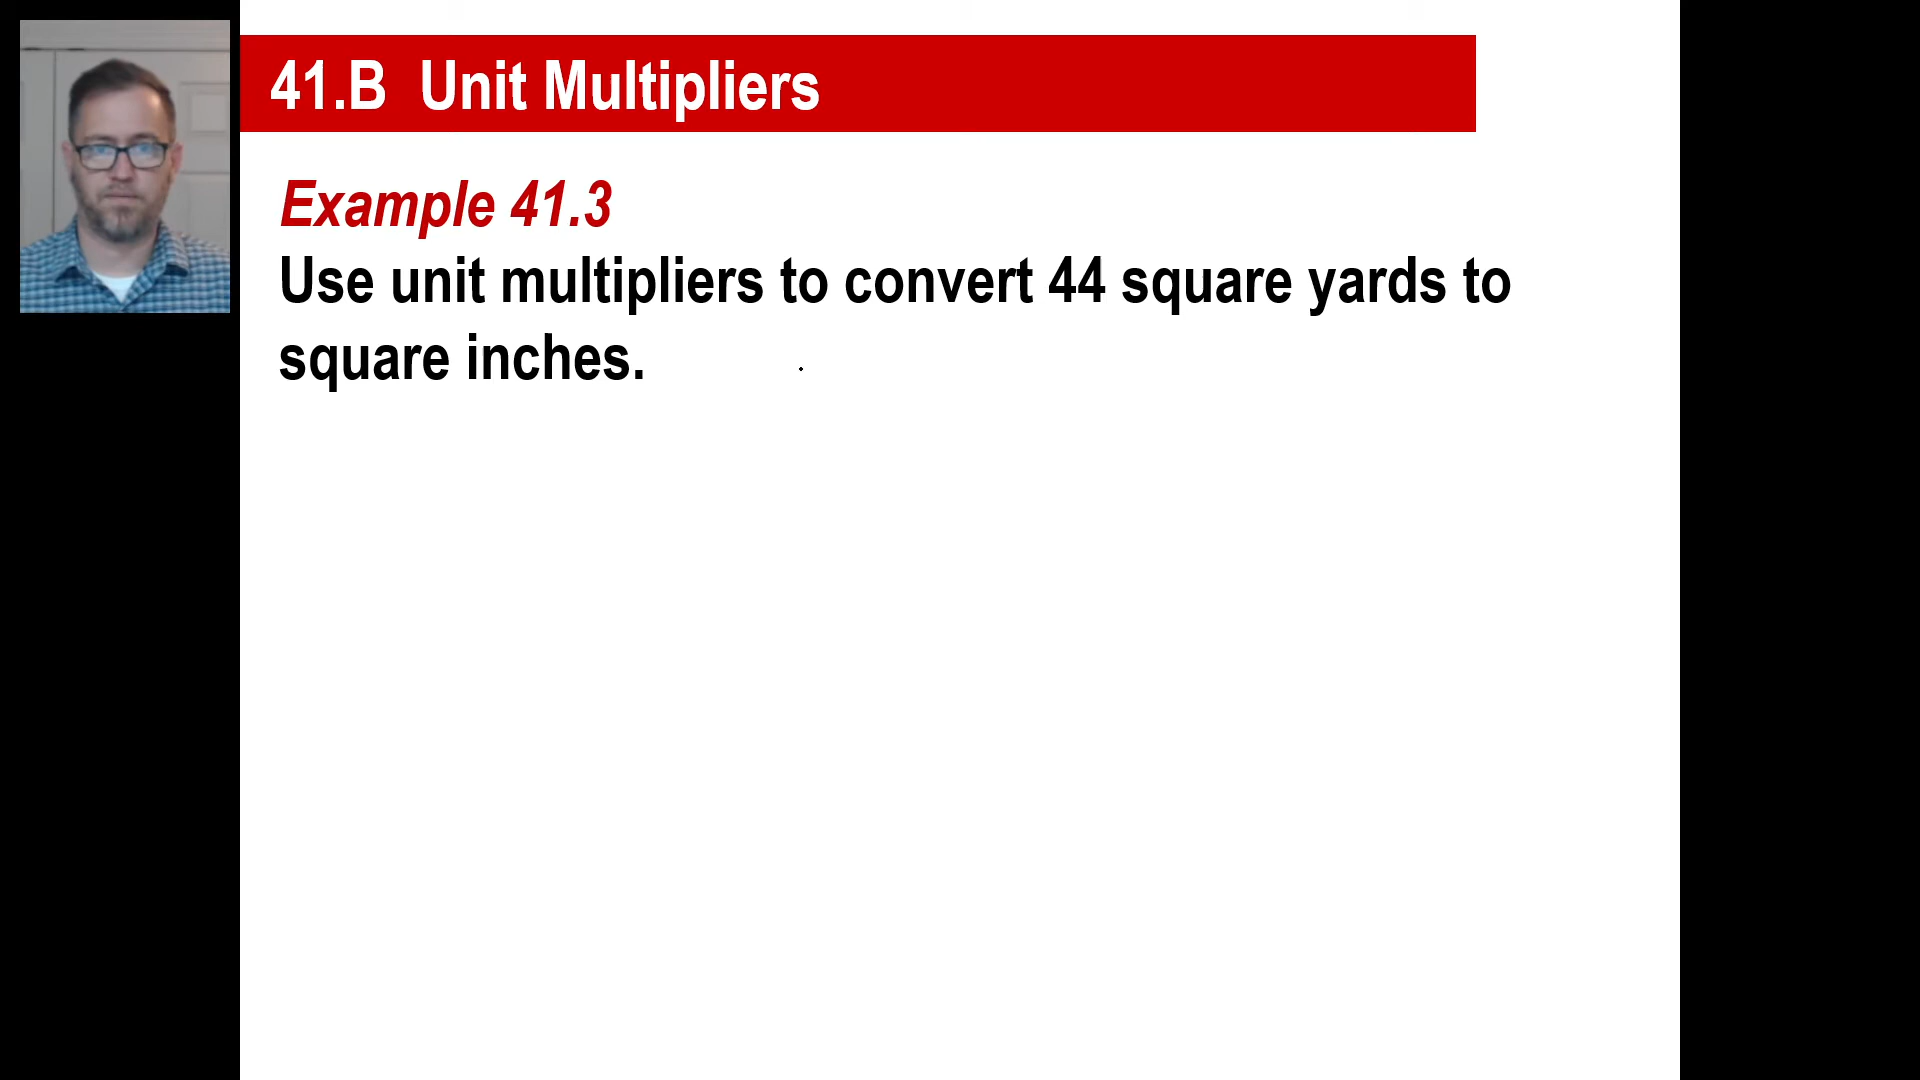 41.B  Unit Multipliers
Example 41.3
Use unit multipliers to convert 44 square yards to
square inches.